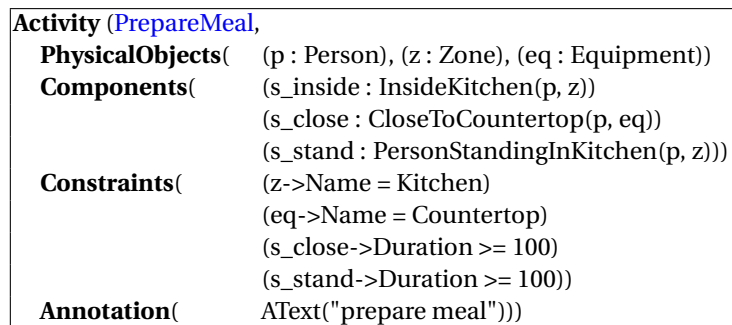 Activity (PrepareMeal,
PhysicalObjects( (p : Person), (z : Zone), (eq : Equipment))
Components( (s_inside : InsideKitchen(p, z))
(s_close : CloseToCountertop(p, eq))
(s_stand : PersonStandingInKitchen(p, z)))
Constraints( (z->Name = Kitchen)
(eq->Name = Countertop)
(s_close->Duration >= 100)
(s_stand->Duration >= 100))
Annotation( AText("prepare meal")))